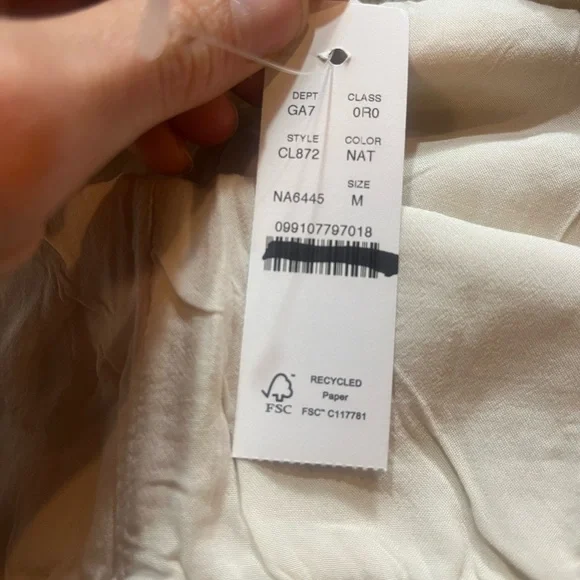 DEPT CLASS
GA7 0R0
STYLE COLOR
CL872 NAT
SIZE
NA6445 M
099107797018
RECYCLED
Paper
FSC FSC™ C117781